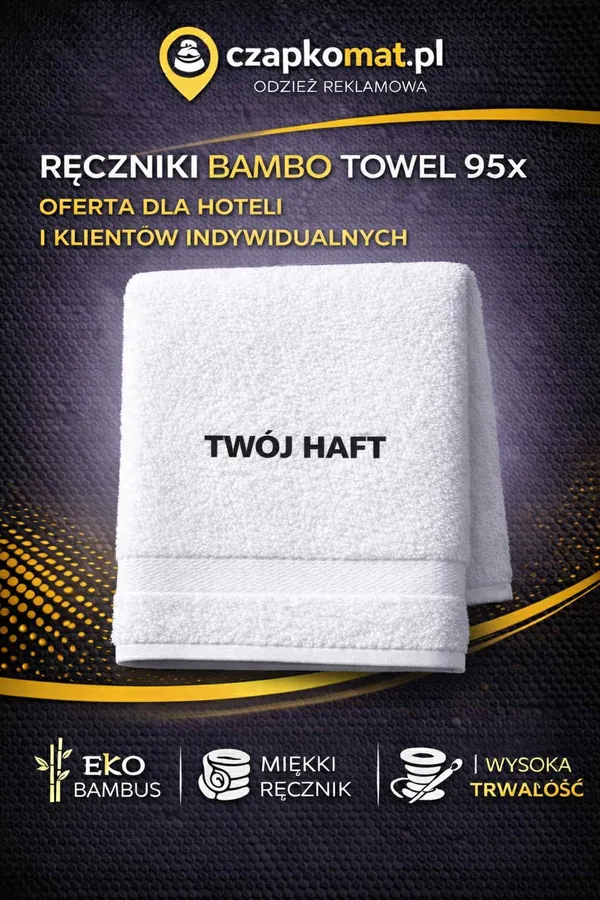 czapkomat.pl
ODZIEŻ REKLAMOWA
RĘCZNIKI BAMBO TOWEL 95x
OFERTA DLA HOTELI
I KLIENTÓW INDYWIDUALNYCH
TWÓJ HAFT
EKO
BAMBUS
MIĘKKI
RĘCZNIK
| WYSOKA
TRWAŁOŚĆ